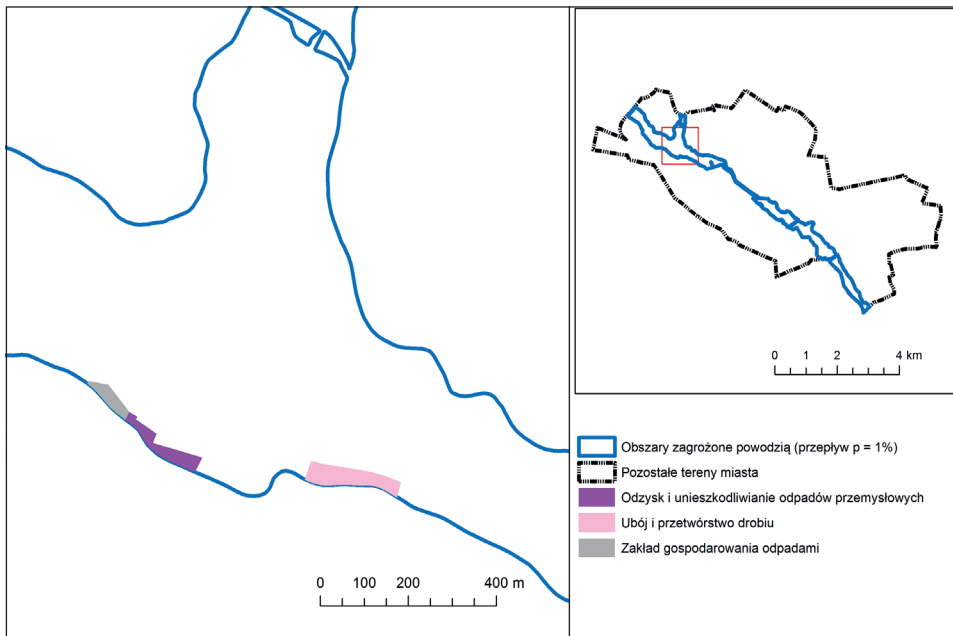 0 1 2 4 km
Obszary zagrożone powodzią (przepływ p = 1%)
Pozostałe tereny miasta
Odzysk i unieszkodliwianie odpadów przemysłowych
Ubój i przetwórstwo drobiu
Zakład gospodarowania odpadami
0 100 200 400 m